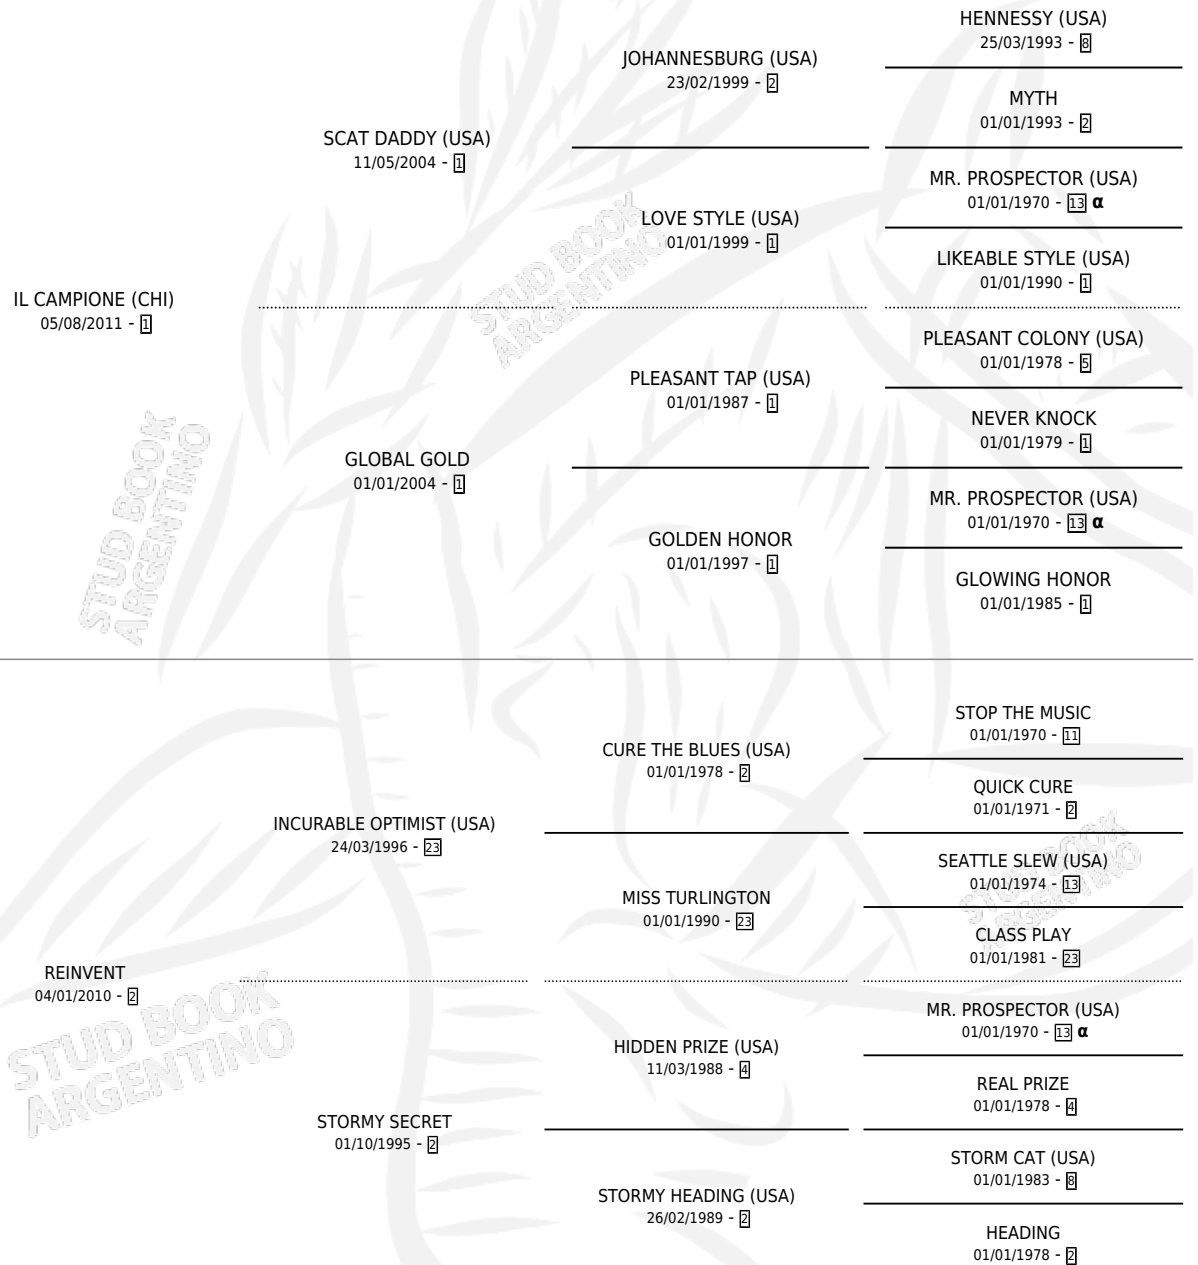 HENNESSY (USA)
25/03/1993 - 8
JOHANNESBURG (USA)
23/02/1999 - 2
MYTH
01/01/1993 - 2
SCAT DADDY (USA)
11/05/2004 - 1
MR. PROSPECTOR (USA)
01/01/1970 - 13 α
LOVE STYLE (USA)
01/01/1999 - 1
LIKEABLE STYLE (USA)
01/01/1990 - 1
STUD BOOK
ARGENTINO
IL CAMPIONE (CHI)
05/08/2011 - 1
PLEASANT COLONY (USA)
01/01/1978 - 5
PLEASANT TAP (USA)
01/01/1987 - 1
NEVER KNOCK
01/01/1979 - 1
GLOBAL GOLD
01/01/2004 - 1
MR. PROSPECTOR (USA)
01/01/1970 - 13 α
GOLDEN HONOR
01/01/1997 - 1
GLOWING HONOR
01/01/1985 - 1
STUD BOOK
ARGENTINO
STOP THE MUSIC
01/01/1970 - 11
CURE THE BLUES (USA)
01/01/1978 - 2
QUICK CURE
01/01/1971 - 2
INCURABLE OPTIMIST (USA)
24/03/1996 - 23
SEATTLE SLEW (USA)
01/01/1974 - 13
MISS TURLINGTON
01/01/1990 - 23
CLASS PLAY
01/01/1981 - 23
STUD BOOK
ARGENTINO
REINVENT
04/01/2010 - 2
MR. PROSPECTOR (USA)
01/01/1970 - 13 α
HIDDEN PRIZE (USA)
11/03/1988 - 4
REAL PRIZE
01/01/1978 - 4
STUD BOOK
ARGENTINO
STORMY SECRET
01/10/1995 - 2
STORM CAT (USA)
01/01/1983 - 8
STORMY HEADING (USA)
26/02/1989 - 2
HEADING
01/01/1978 - 2